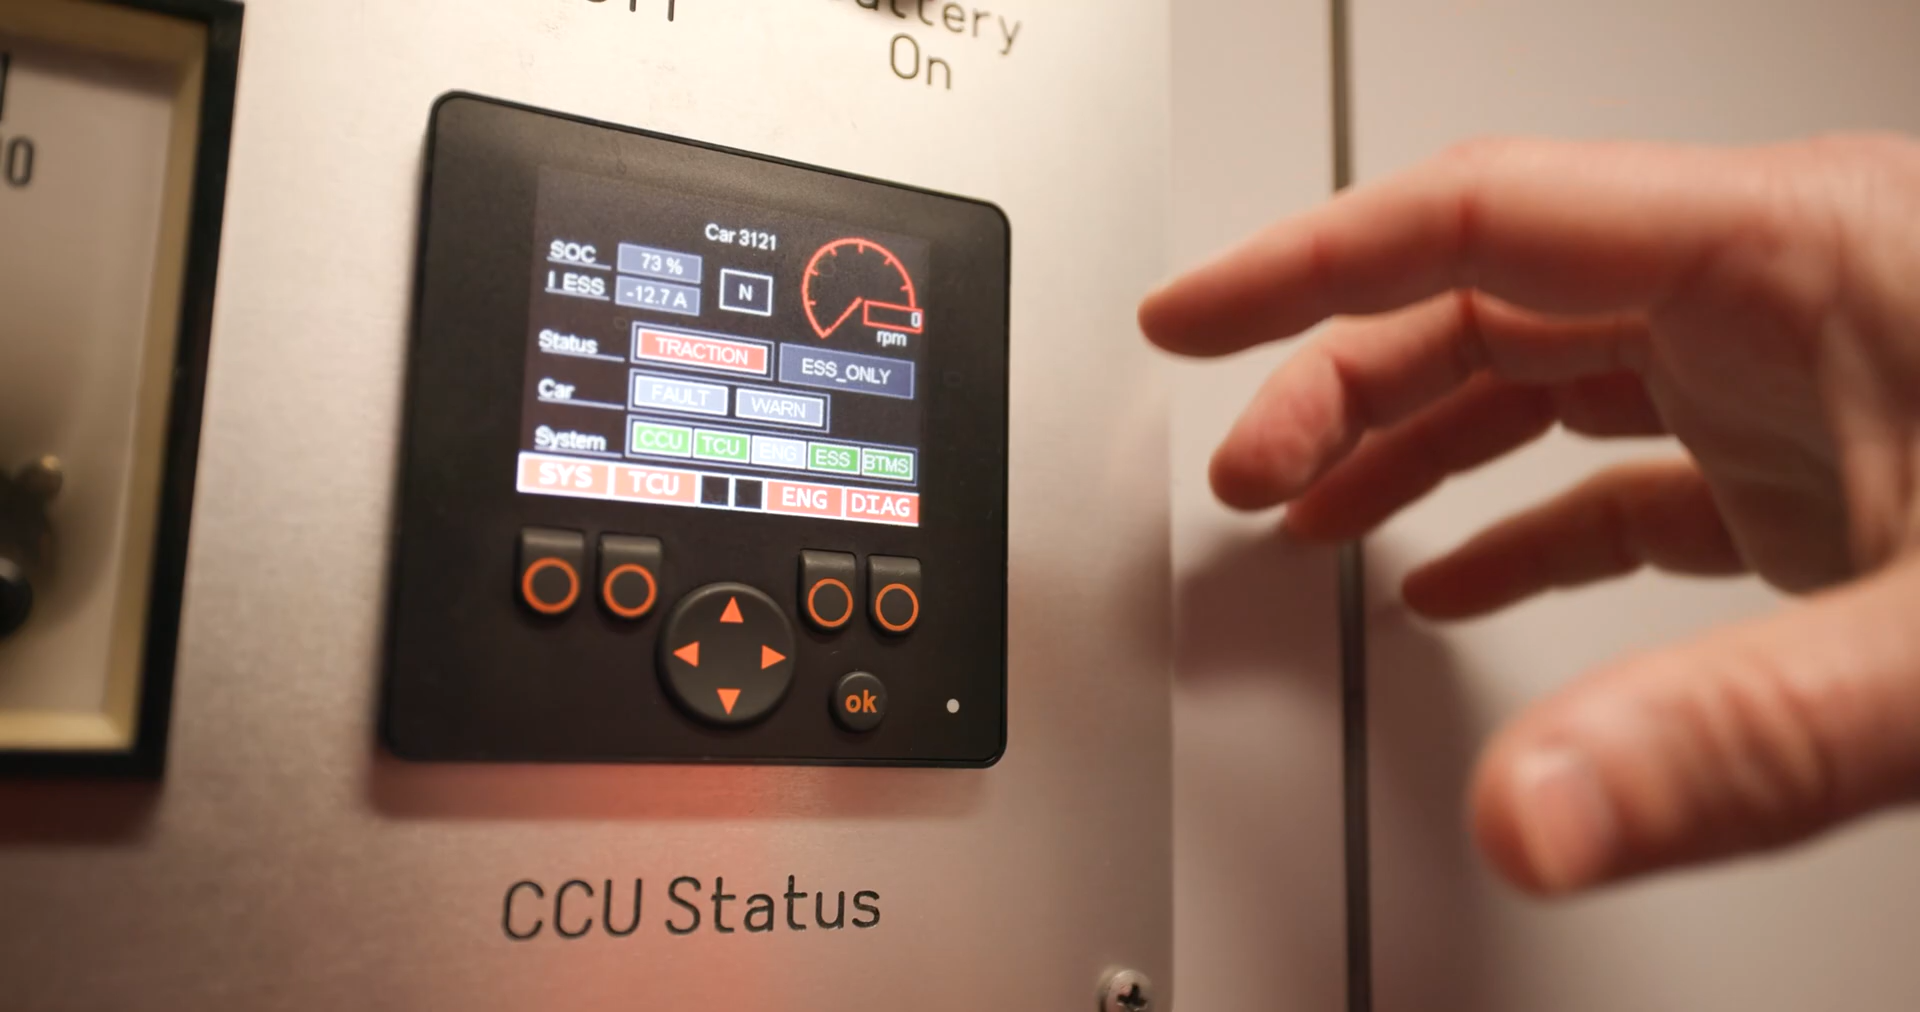 On
Car 3121
SOC 73 %
I ESS -12.7 A
N
0
rpm
Status TRACTION ESS_ONLY
Car FAULT WARN
System CCU TCU ENG ESS BTMS
SYS TCU ENG DIAG
ok
CCU Status